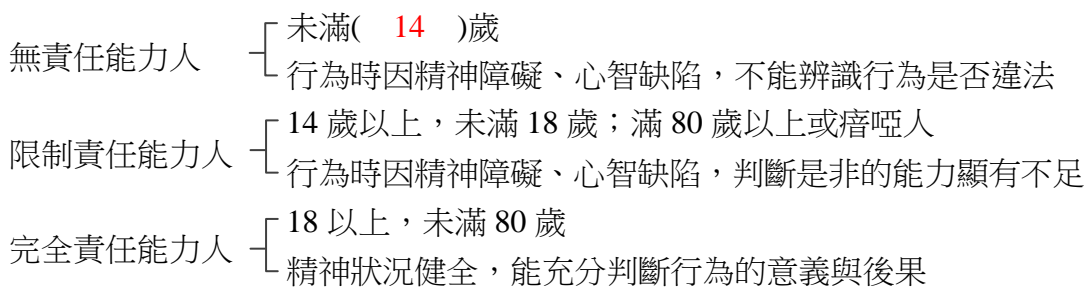 無責任能力人
未滿( 14 )歲
行為時因精神障礙、心智缺陷，不能辨識行為是否違法
限制責任能力人
14 歲以上，未滿 18 歲；滿 80 歲以上或瘖啞人
行為時因精神障礙、心智缺陷，判斷是非的能力顯有不足
完全責任能力人
18 以上，未滿 80 歲
精神狀況健全，能充分判斷行為的意義與後果